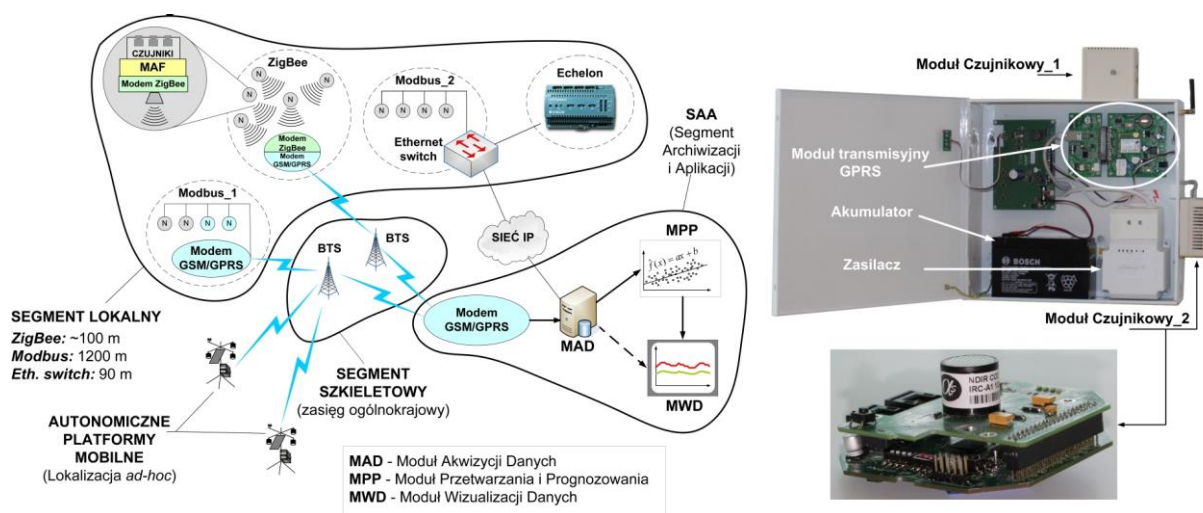 CZUJNIKI
MAF
Modem ZigBee
ZigBee
N
N
N
N
N
Modem
ZigBee
Modem
GSM/GPRS
Modbus_2
N
N
N
N
Ethernet
switch
Echelon
Modbus_1
N
N
N
N
Modem
GSM/GPRS
BTS
BTS
SIEĆ IP
SAA
(Segment
Archiwizacji
i Aplikacji)
MPP
f(x) = ax + b
Modem
GSM/GPRS
MAD
MWD
SEGMENT LOKALNY
ZigBee: ~100 m
Modbus: 1200 m
Eth. switch: 90 m
SEGMENT
SZKIELETOWY
(zasięg ogólnokrajowy)
AUTONOMICZNE
PLATFORMY
MOBILNE
(Lokalizacja ad-hoc)
MAD - Moduł Akwizycji Danych
MPP - Moduł Przetwarzania i Prognozowania
MWD - Moduł Wizualizacji Danych
Moduł Czujnikowy_1
Moduł transmisyjny
GPRS
Akumulator
BOSCH
Zasilacz
Moduł Czujnikowy_2
NDiR CO
IRC-A1